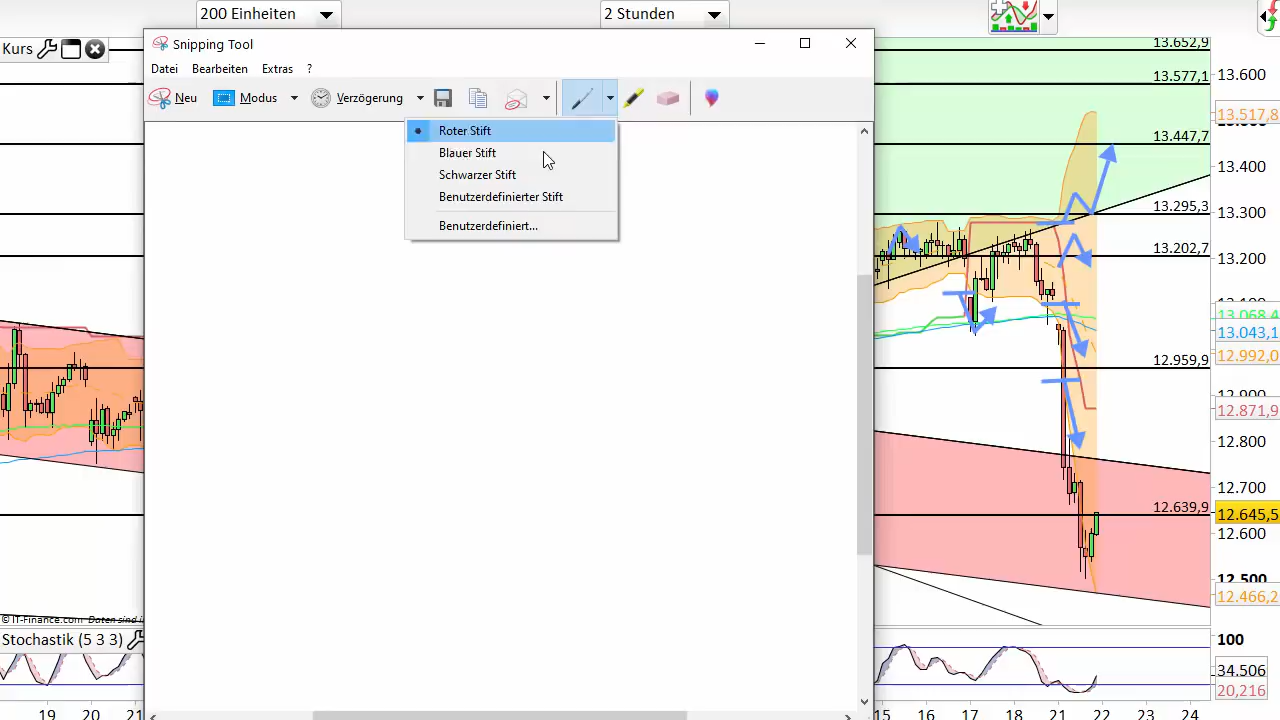 200 Einheiten
2 Stunden
Kurs
Snipping Tool
Datei Bearbeiten Extras ?
Neu Modus Verzögerung
Roter Stift
Blauer Stift
Schwarzer Stift
Benutzerdefinierter Stift
Benutzerdefiniert...
13.652,9
13.577,1
13.447,7
13.295,3
13.202,7
12.959,9
12.639,9
13.600
13.517,8
13.400
13.300
13.200
13.068,4
13.043,1
12.992,0
12.871,9
12.800
12.700
12.645,5
12.600
12.500
12.466,2
© IT-Finance.com Daten sind i
Stochastik (5 3 3)
100
34.506
20,216
19 20 21 15 16 17 18 21 22 23 24